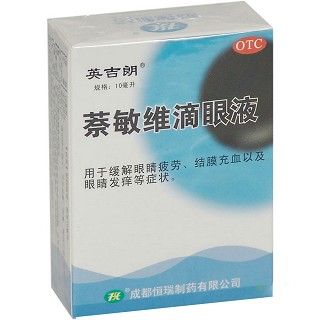 英吉朗®
OTC
规格：10毫升
萘敏维滴眼液
用于缓解眼睛疲劳、结膜充血以及
眼睛发痒等症状。
成都恒瑞制药有限公司